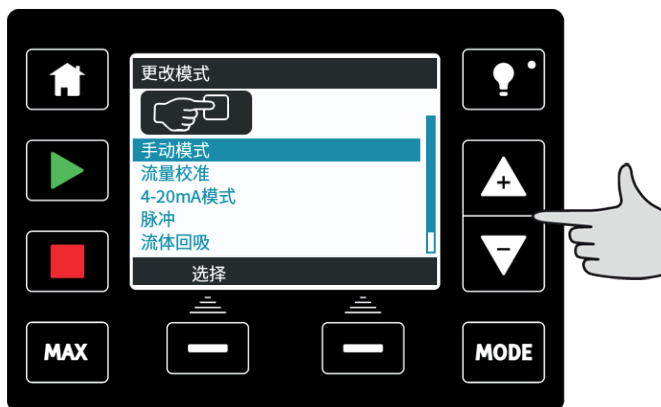 更改模式
手动模式
流量校准
4-20mA模式
脉冲
流体回吸
选择
+
−
MAX
MODE